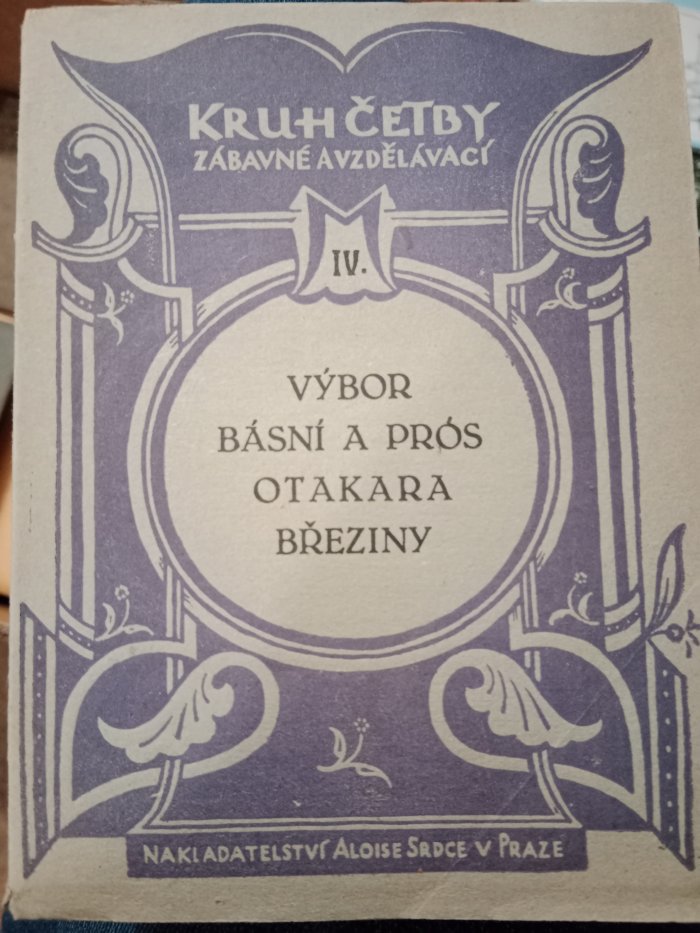 KRUH ČETBY
ZÁBAVNÉ A VZDĚLÁVACÍ
IV.
VÝBOR
BÁSNÍ A PRÓS
OTAKARA
BŘEZINY
NAKLADATELSTVÍ ALOISE SRDCE V PRAZE